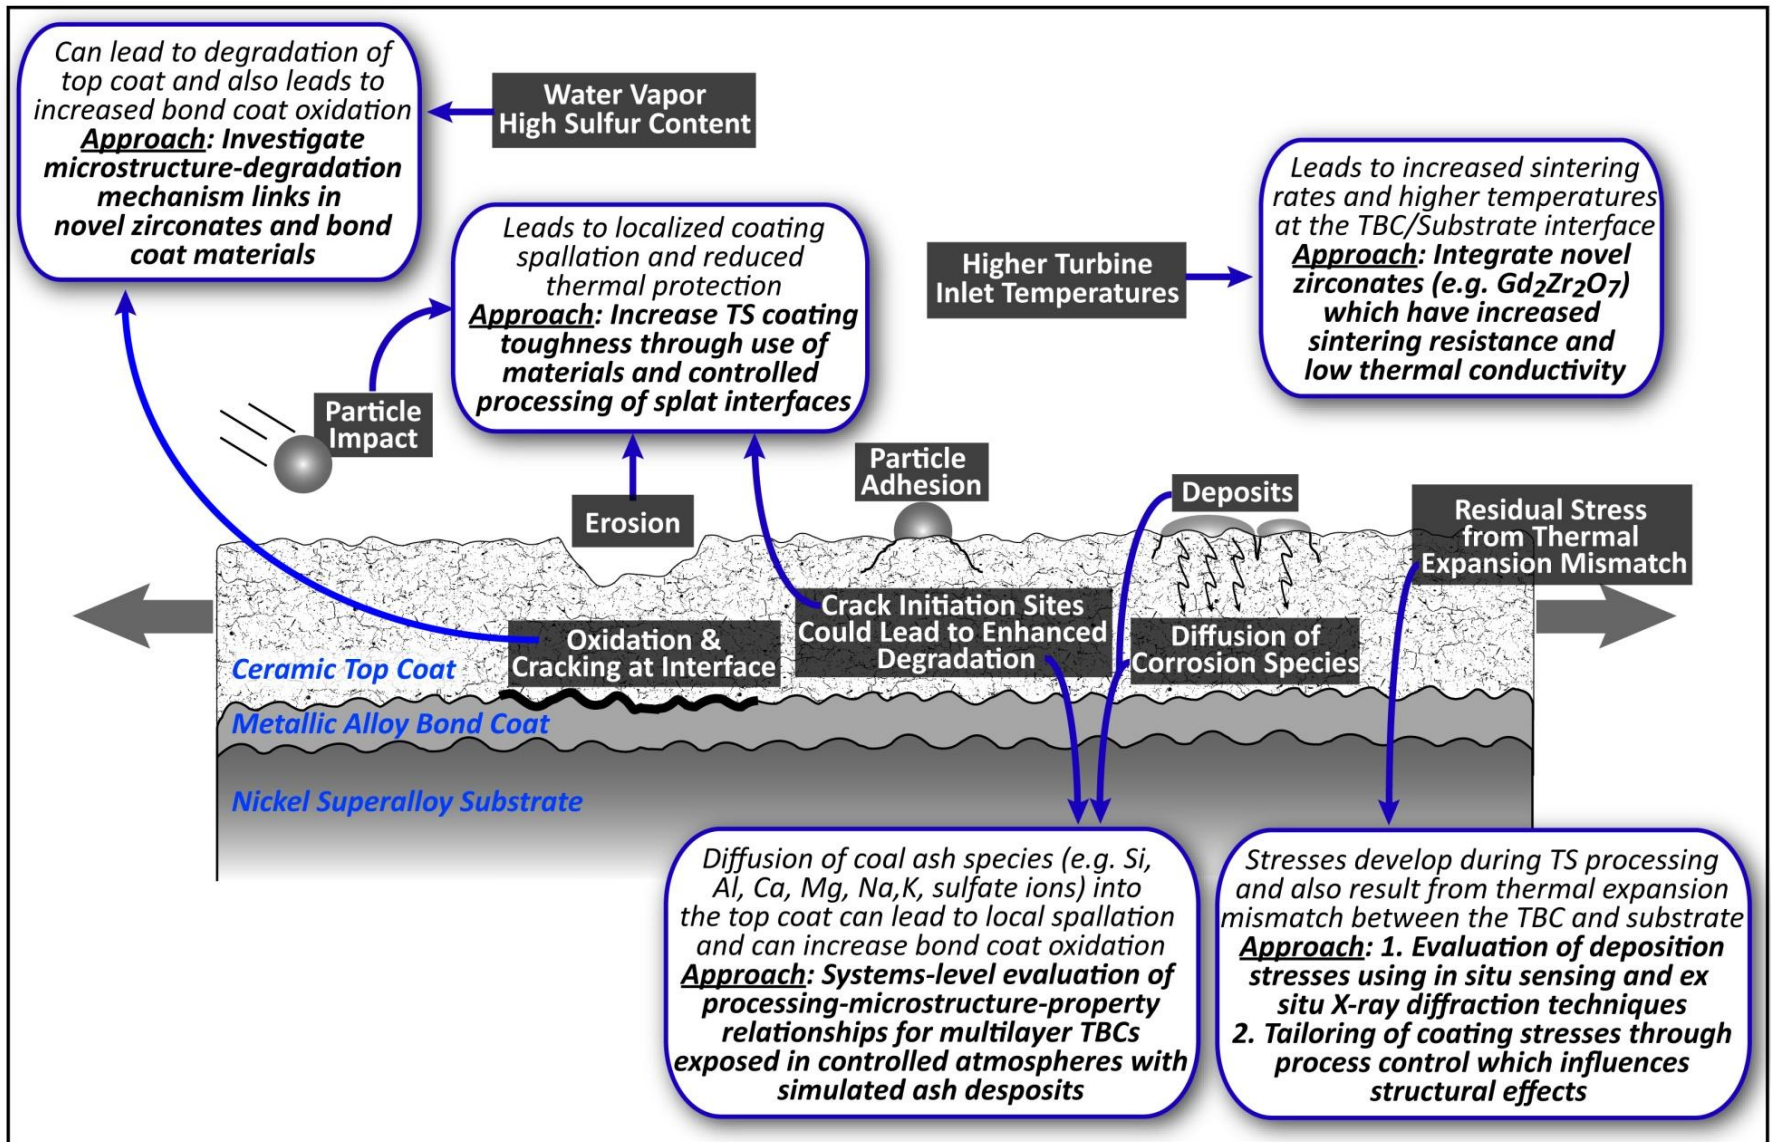 Can lead to degradation of
top coat and also leads to
increased bond coat oxidation
Approach: Investigate
microstructure-degradation
mechanism links in
novel zirconates and bond
coat materials
Water Vapor
High Sulfur Content
Leads to localized coating
spallation and reduced
thermal protection
Approach: Increase TS coating
toughness through use of
materials and controlled
processing of splat interfaces
Higher Turbine
Inlet Temperatures
Leads to increased sintering
rates and higher temperatures
at the TBC/Substrate interface
Approach: Integrate novel
zirconates (e.g. Gd₂Zr₂O₇)
which have increased
sintering resistance and
low thermal conductivity
Particle
Impact
Erosion
Particle
Adhesion
Deposits
Residual Stress
from Thermal
Expansion Mismatch
Oxidation &
Cracking at Interface
Crack Initiation Sites
Could Lead to Enhanced
Degradation
Diffusion of
Corrosion Species
Ceramic Top Coat
Metallic Alloy Bond Coat
Nickel Superalloy Substrate
Diffusion of coal ash species (e.g. Si,
Al, Ca, Mg, Na,K, sulfate ions) into
the top coat can lead to local spallation
and can increase bond coat oxidation
Approach: Systems-level evaluation of
processing-microstructure-property
relationships for multilayer TBCs
exposed in controlled atmospheres with
simulated ash desposits
Stresses develop during TS processing
and also result from thermal expansion
mismatch between the TBC and substrate
Approach: 1. Evaluation of deposition
stresses using in situ sensing and ex
situ X-ray diffraction techniques
2. Tailoring of coating stresses through
process control which influences
structural effects